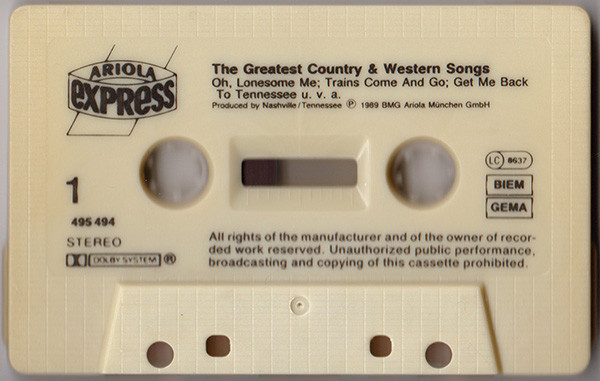 ARIOLA
eXPRESS
The Greatest Country & Western Songs
Oh, Lonesome Me; Trains Come And Go; Get Me Back
To Tennessee u. v. a.
Produced by Nashville/Tennessee Ⓟ 1989 BMG Ariola München GmbH
LC 8637
1
BIEM
GEMA
495 494
STEREO
DOLBY SYSTEM ®
All rights of the manufacturer and of the owner of recor-
ded work reserved. Unauthorized public performance,
broadcasting and copying of this cassette prohibited.